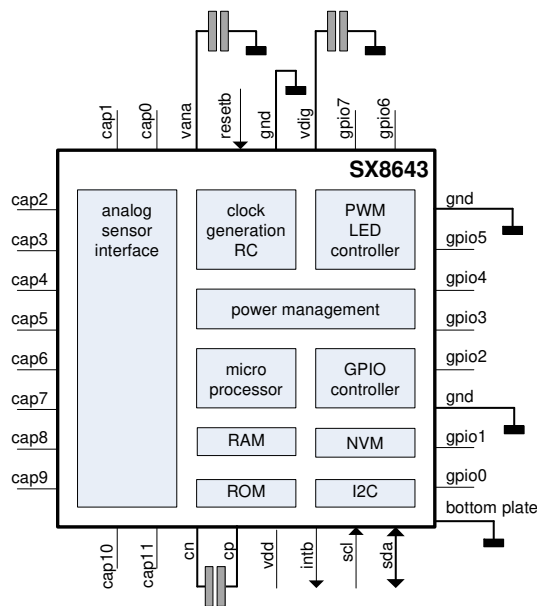 cap1
cap0
vana
resetb
gnd
vdig
gpio7
gpio6
SX8643
cap2
cap3
cap4
cap5
cap6
cap7
cap8
cap9
analog
sensor
interface
clock
generation
RC
PWM
LED
controller
power management
micro
processor
GPIO
controller
RAM
NVM
ROM
I2C
gnd
gpio5
gpio4
gpio3
gpio2
gnd
gpio1
gpio0
bottom plate
cap10
cap11
cn
cp
vdd
intb
scl
sda